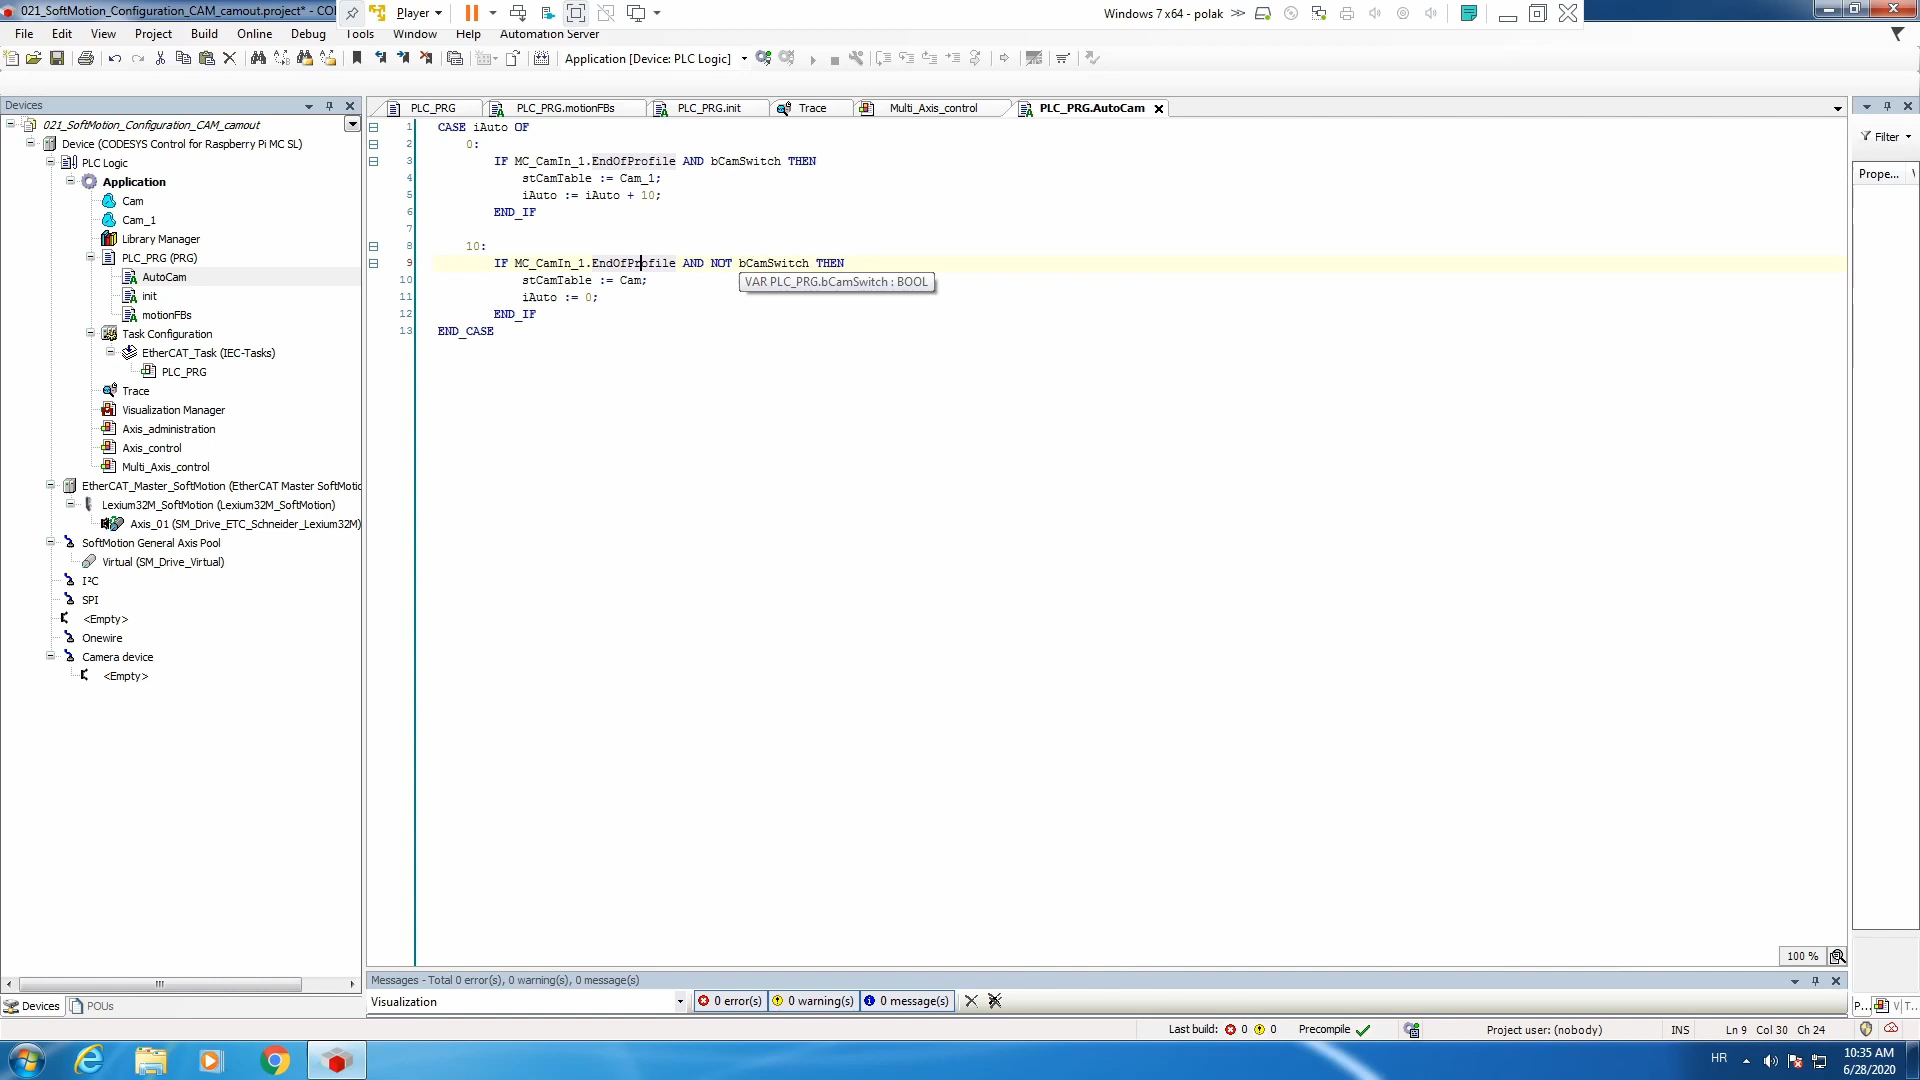 021_SoftMotion_Configuration_CAM_camout.project* - CO
Player
Windows 7 x64 - polak
File Edit View Project Build Online Debug Tools Window Help Automation Server
Application [Device: PLC Logic]
Devices
PLC_PRG
PLC_PRG.motionFBs
PLC_PRG.init
Trace
Multi_Axis_control
PLC_PRG.AutoCam
021_SoftMotion_Configuration_CAM_camout
Device (CODESYS Control for Raspberry Pi MC SL)
PLC Logic
Application
Cam
Cam_1
Library Manager
PLC_PRG (PRG)
AutoCam
init
motionFBs
Task Configuration
EtherCAT_Task (IEC-Tasks)
PLC_PRG
Trace
Visualization Manager
Axis_administration
Axis_control
Multi_Axis_control
EtherCAT_Master_SoftMotion (EtherCAT Master SoftMotio
Lexium32M_SoftMotion (Lexium32M_SoftMotion)
Axis_01 (SM_Drive_ETC_Schneider_Lexium32M)
SoftMotion General Axis Pool
Virtual (SM_Drive_Virtual)
I²C
SPI
<Empty>
Onewire
Camera device
<Empty>
Devices
POUs
1 CASE iAuto OF
2 0:
3 IF MC_CamIn_1.EndOfProfile AND bCamSwitch THEN
4 stCamTable := Cam_1;
5 iAuto := iAuto + 10;
6 END_IF
7
8 10:
9 IF MC_CamIn_1.EndOfProfile AND NOT bCamSwitch THEN
10 stCamTable := Cam;
VAR PLC_PRG.bCamSwitch : BOOL
11 iAuto := 0;
12 END_IF
13 END_CASE
100 %
Filter
Prope...
Messages - Total 0 error(s), 0 warning(s), 0 message(s)
Visualization
0 error(s)
0 warning(s)
0 message(s)
P...
Last build: 0 0
Precompile
Project user: (nobody)
INS
Ln 9 Col 30 Ch 24
HR
10:35 AM
6/28/2020